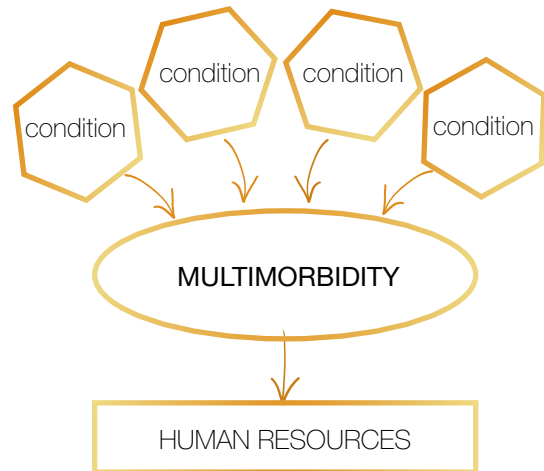 condition
condition
condition
condition
MULTIMORBIDITY
HUMAN RESOURCES